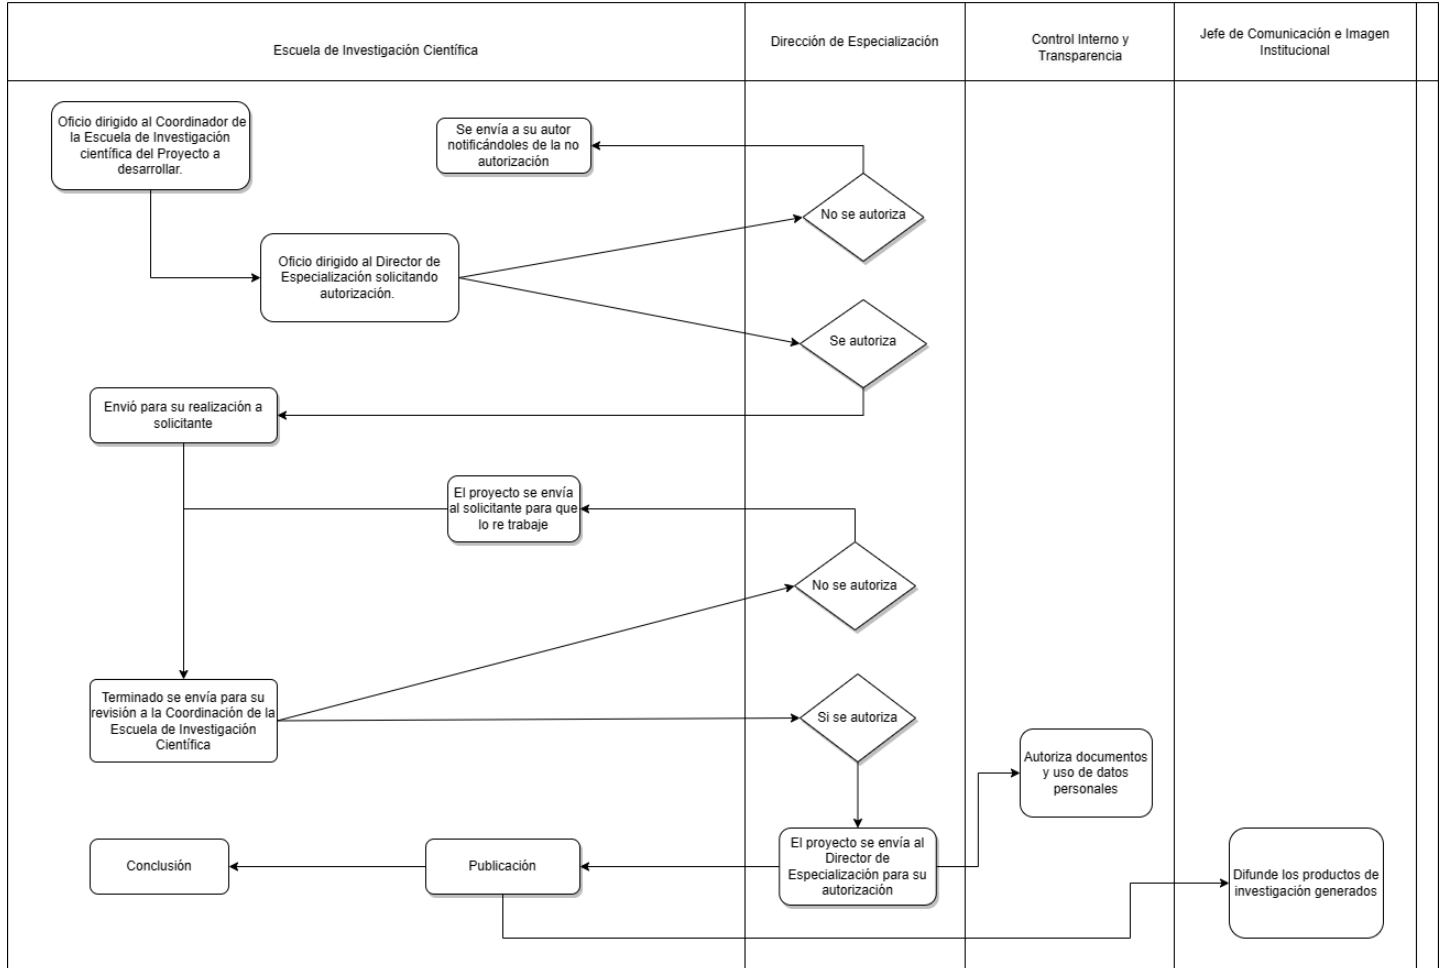 Escuela de Investigación Científica
Dirección de Especialización
Control Interno y
Transparencia
Jefe de Comunicación e Imagen
Institucional
Oficio dirigido al Coordinador de
la Escuela de Investigación
científica del Proyecto a
desarrollar.
Se envía a su autor
notificándoles de la no
autorización
No se autoriza
Oficio dirigido al Director de
Especialización solicitando
autorización.
Se autoriza
Envió para su realización a
solicitante
El proyecto se envía
al solicitante para que
lo re trabaje
No se autoriza
Terminado se envía para su
revisión a la Coordinación de la
Escuela de Investigación
Científica
Si se autoriza
Autoriza documentos
y uso de datos
personales
Conclusión
Publicación
El proyecto se envía al
Director de
Especialización para su
autorización
Difunde los productos de
investigación generados